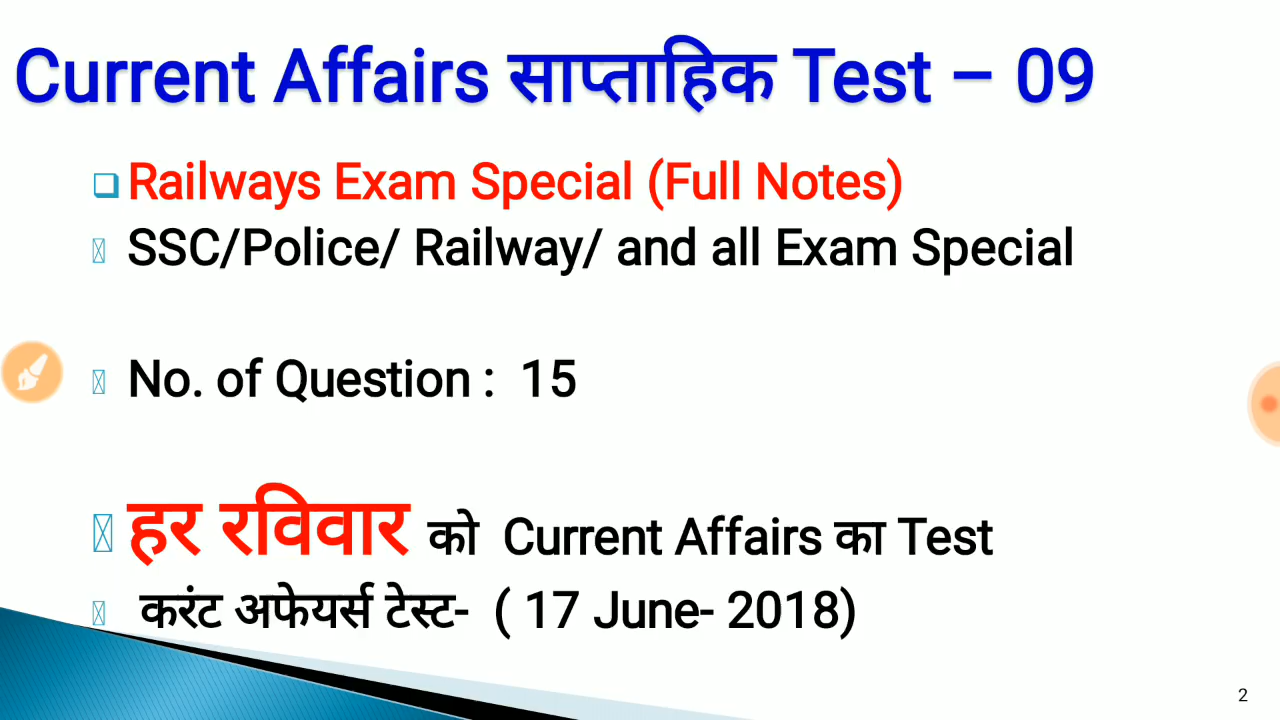 Current Affairs साप्ताहिक Test – 09
Railways Exam Special (Full Notes)
SSC/Police/ Railway/ and all Exam Special
No. of Question : 15
हर रविवार को Current Affairs का Test
करंट अफेयर्स टेस्ट- ( 17 June- 2018)
2